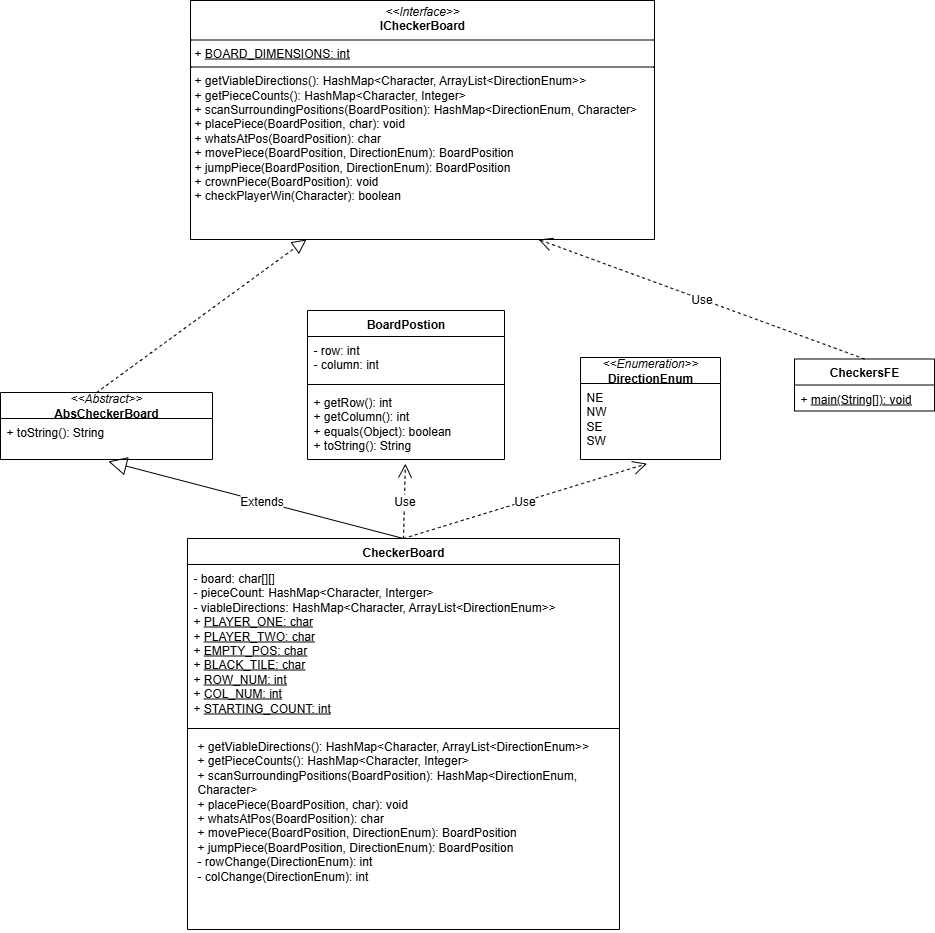 <<Interface>>
ICheckerBoard
+ BOARD_DIMENSIONS: int
+ getViableDirections(): HashMap<Character, ArrayList<DirectionEnum>>
+ getPieceCounts(): HashMap<Character, Integer>
+ scanSurroundingPositions(BoardPosition): HashMap<DirectionEnum, Character>
+ placePiece(BoardPosition, char): void
+ whatsAtPos(BoardPosition): char
+ movePiece(BoardPosition, DirectionEnum): BoardPosition
+ jumpPiece(BoardPosition, DirectionEnum): BoardPosition
+ crownPiece(BoardPosition): void
+ checkPlayerWin(Character): boolean
Use
BoardPostion
- row: int
- column: int
+ getRow(): int
+ getColumn(): int
+ equals(Object): boolean
+ toString(): String
<<Enumeration>>
DirectionEnum
NE
NW
SE
SW
CheckersFE
+ main(String[]): void
<<Abstract>>
AbsCheckerBoard
+ toString(): String
Extends
Use
Use
CheckerBoard
- board: char[][]
- pieceCount: HashMap<Character, Interger>
- viableDirections: HashMap<Character, ArrayList<DirectionEnum>>
+ PLAYER_ONE: char
+ PLAYER_TWO: char
+ EMPTY_POS: char
+ BLACK_TILE: char
+ ROW_NUM: int
+ COL_NUM: int
+ STARTING_COUNT: int
+ getViableDirections(): HashMap<Character, ArrayList<DirectionEnum>>
+ getPieceCounts(): HashMap<Character, Integer>
+ scanSurroundingPositions(BoardPosition): HashMap<DirectionEnum,
Character>
+ placePiece(BoardPosition, char): void
+ whatsAtPos(BoardPosition): char
+ movePiece(BoardPosition, DirectionEnum): BoardPosition
+ jumpPiece(BoardPosition, DirectionEnum): BoardPosition
- rowChange(DirectionEnum): int
- colChange(DirectionEnum): int